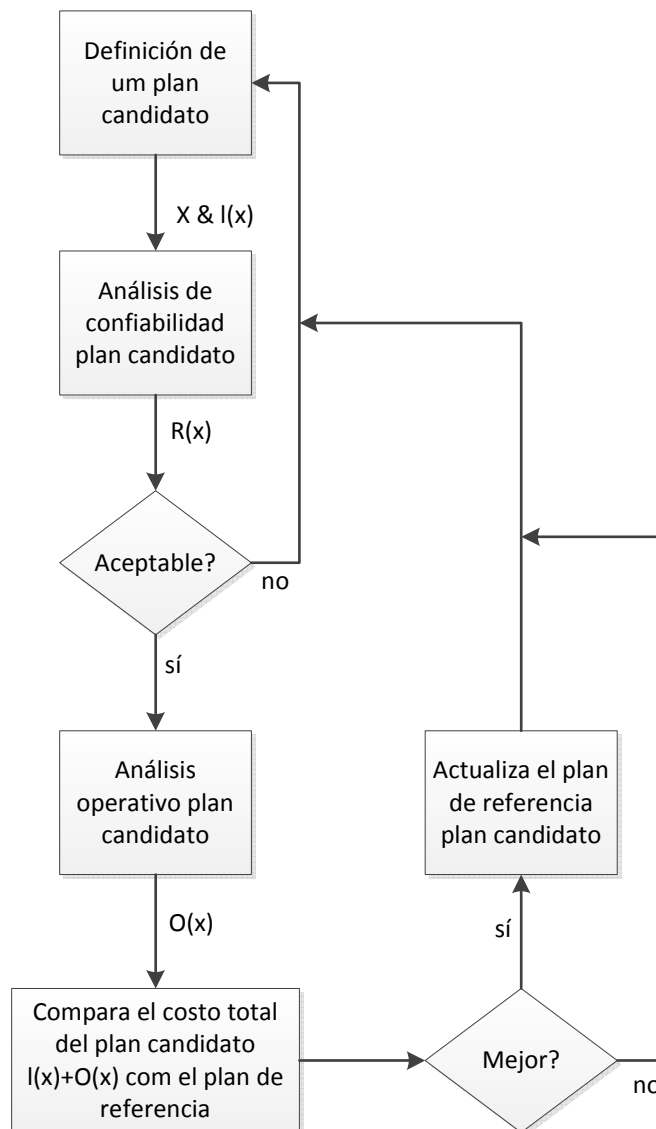 Definición de
um plan
candidato
X & I(x)
Análisis de
confiabilidad
plan candidato
R(x)
Aceptable?
no
sí
Análisis
operativo plan
candidato
O(x)
Compara el costo total
del plan candidato
I(x)+O(x) com el plan de
referencia
Mejor?
no
sí
Actualiza el plan
de referencia
plan candidato